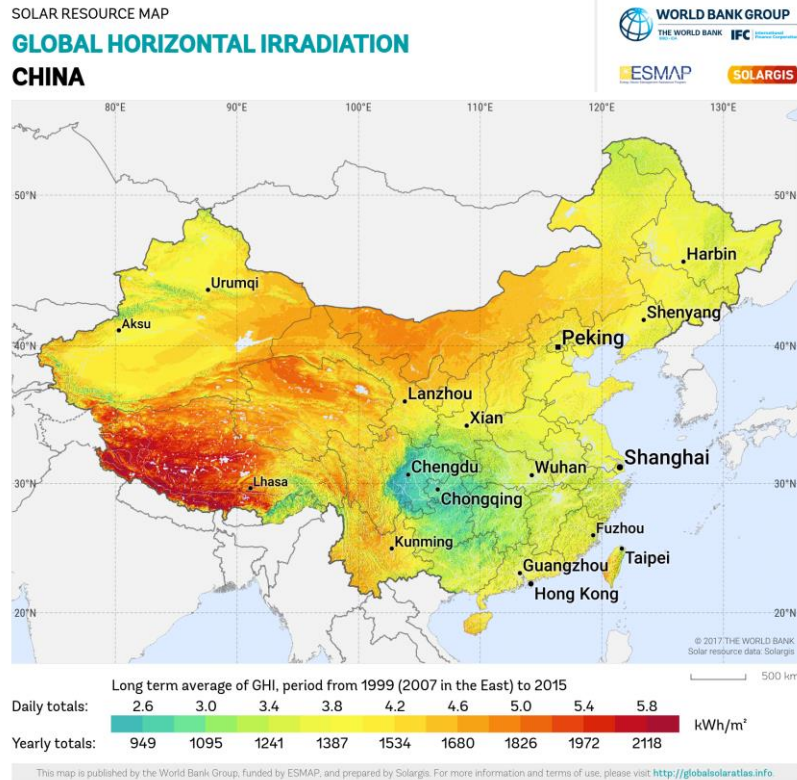 SOLAR RESOURCE MAP
GLOBAL HORIZONTAL IRRADIATION
CHINA
WORLD BANK GROUP
THE WORLD BANK IFC International Finance Corporation
ESMAP
SOLARGIS
80°E 90°E 100°E 110°E 120°E 130°E
50°N 50°N
Harbin
Urumqi
Shenyang
Aksu
Peking
40°N 40°N
Lanzhou
Xian
Shanghai
Chengdu Wuhan
30°N Lhasa 30°N
Chongqing
Fuzhou
Kunming
Taipei
Guangzhou
Hong Kong
20°N 20°N
© 2017 THE WORLD BANK
Solar resource data: Solargis
500 km
Long term average of GHI, period from 1999 (2007 in the East) to 2015
Daily totals: 2.6 3.0 3.4 3.8 4.2 4.6 5.0 5.4 5.8
kWh/m²
Yearly totals: 949 1095 1241 1387 1534 1680 1826 1972 2118
This map is published by the World Bank Group, funded by ESMAP, and prepared by Solargis. For more information and terms of use, please visit http://globalsolaratlas.info.